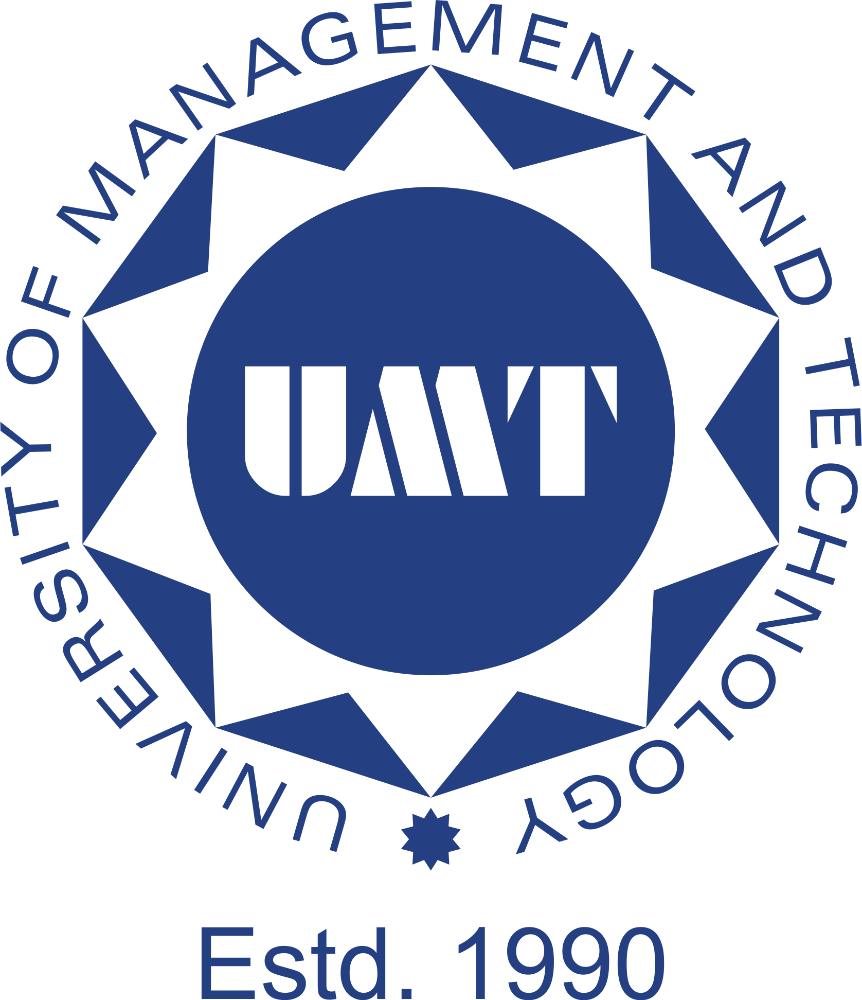 UNIVERSITY OF MANAGEMENT AND TECHNOLOGY
UMT
Estd. 1990